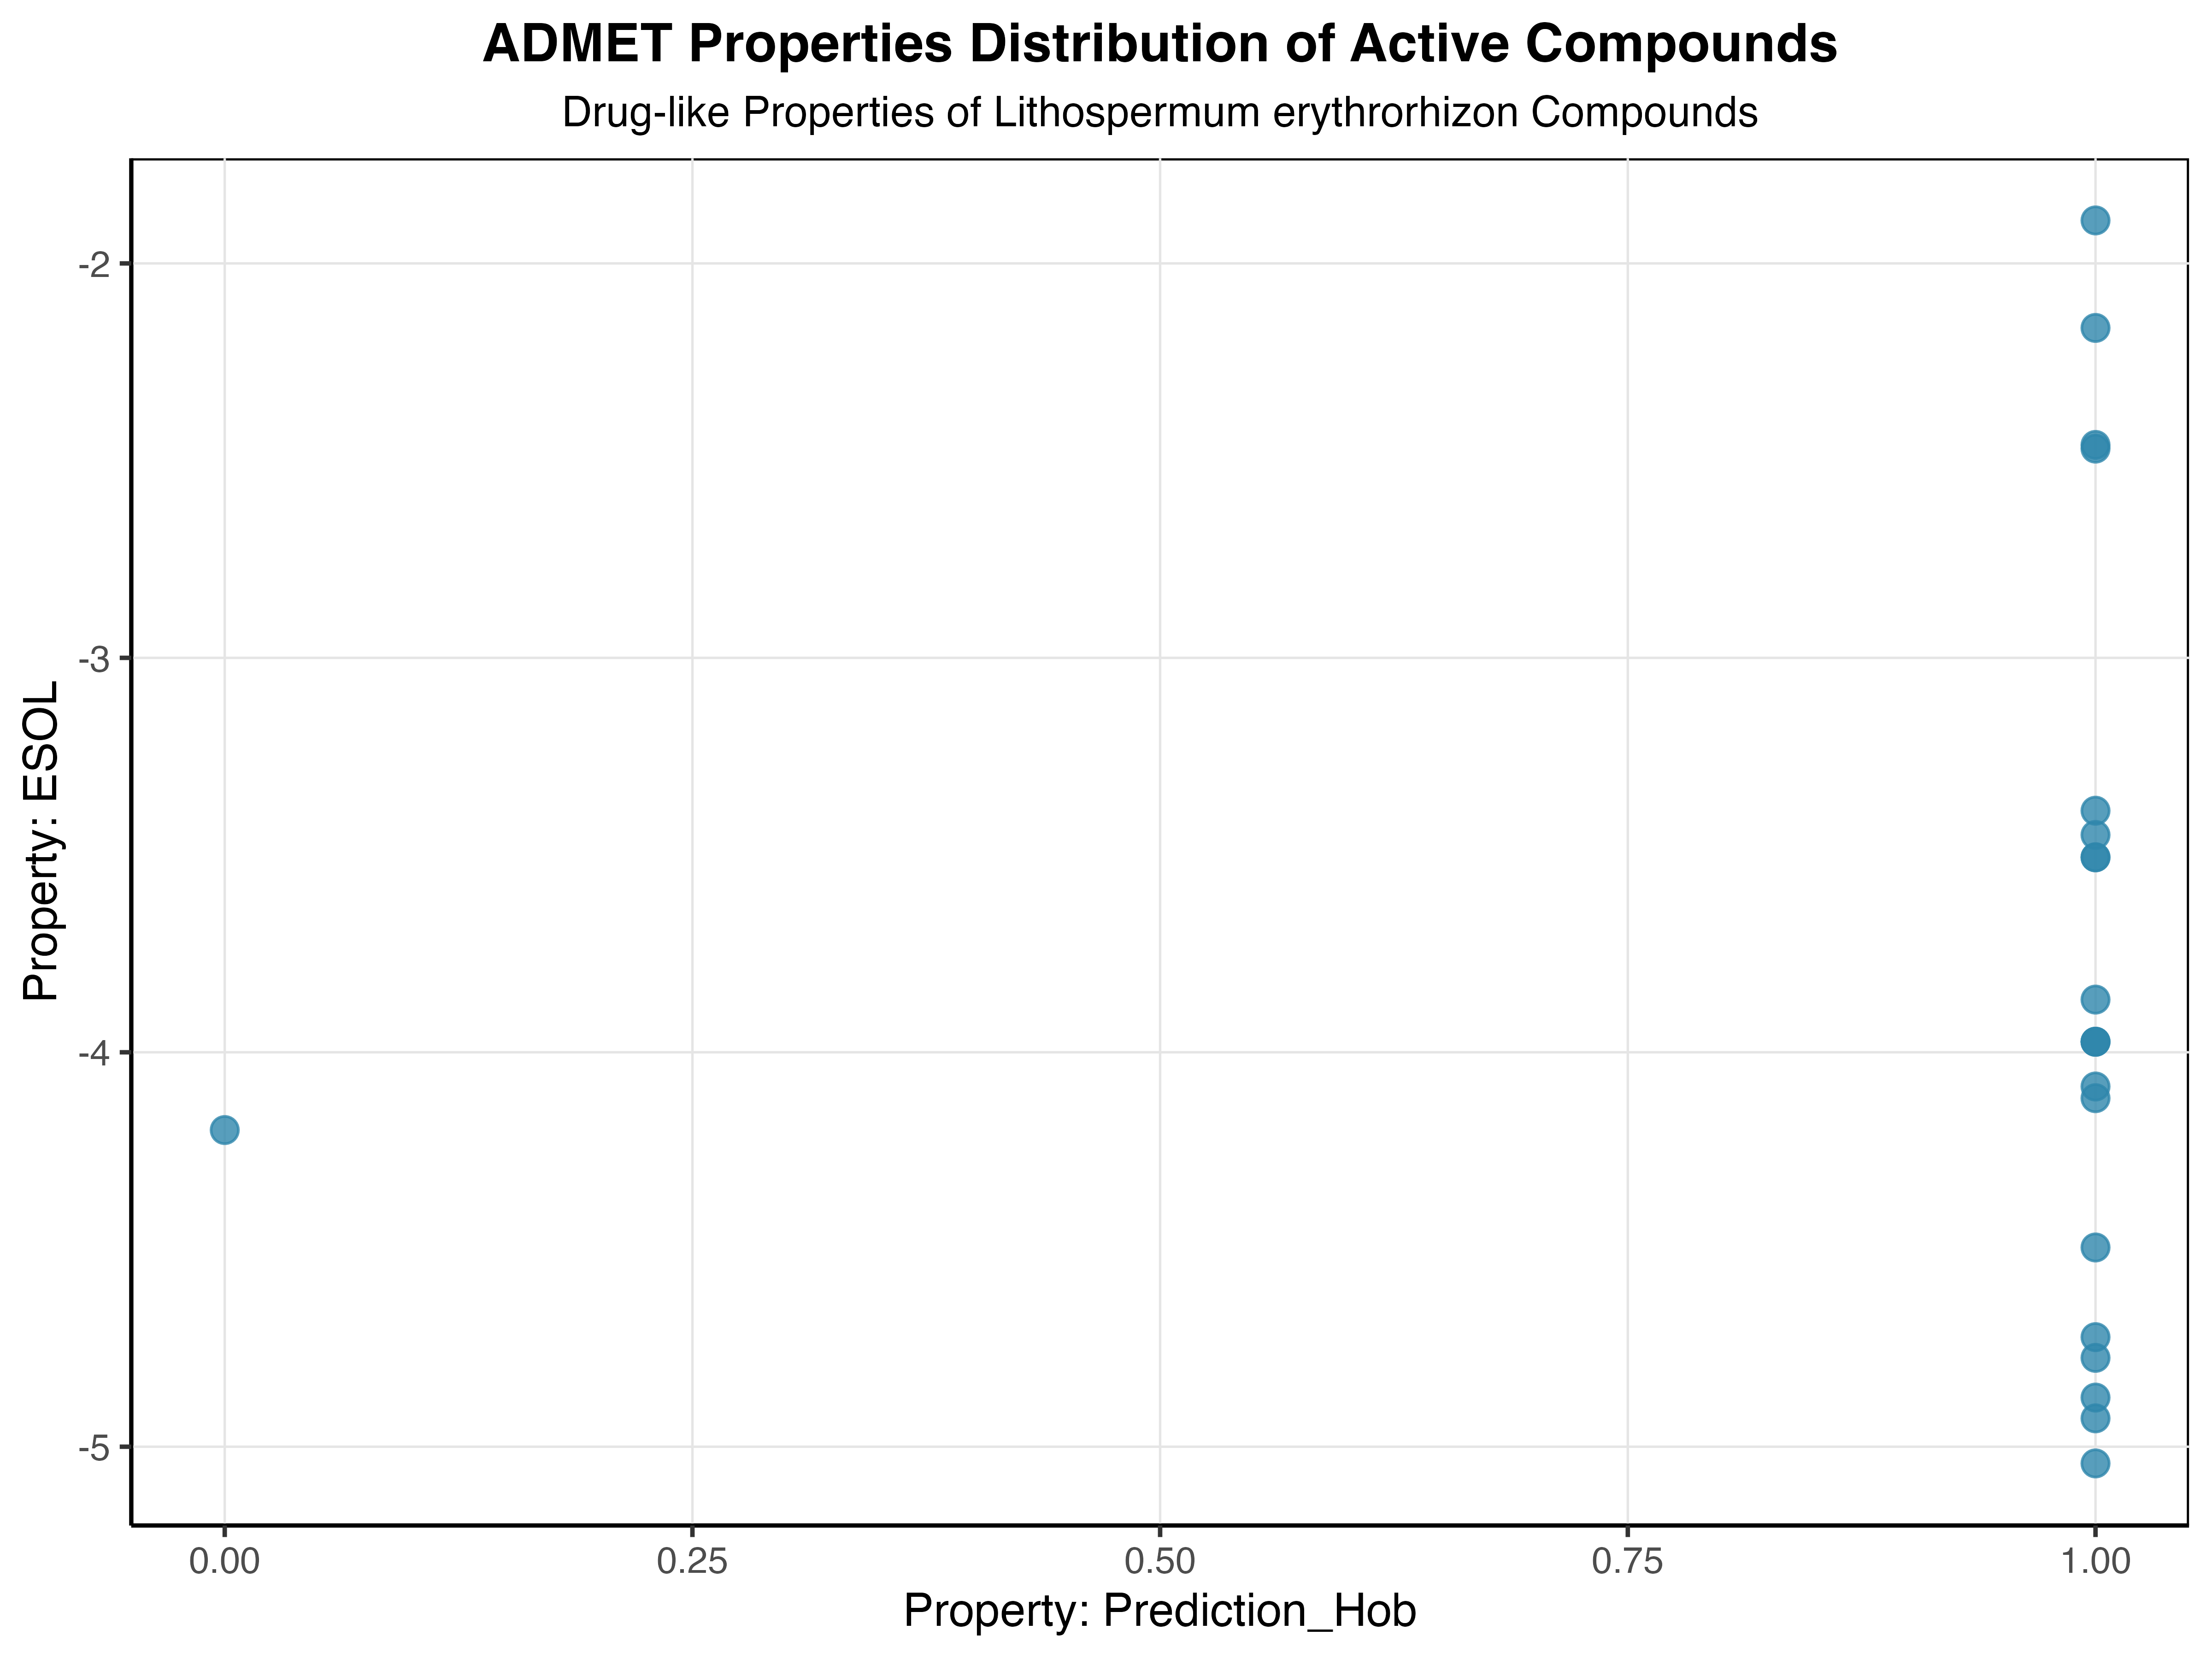 ADMET Properties Distribution of Active Compounds
Drug-like Properties of Lithospermum erythrorhizon Compounds
Property: ESOL
-2
-3
-4
-5
0.00 0.25 0.50 0.75 1.00
Property: Prediction_Hob